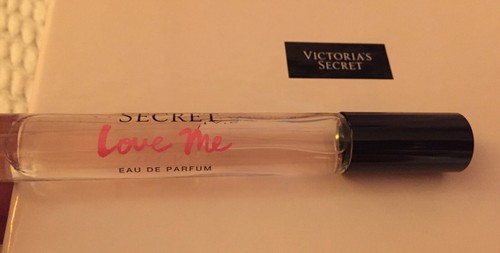 VICTORIA'S
SECRET
SECRET
Love Me
EAU DE PARFUM